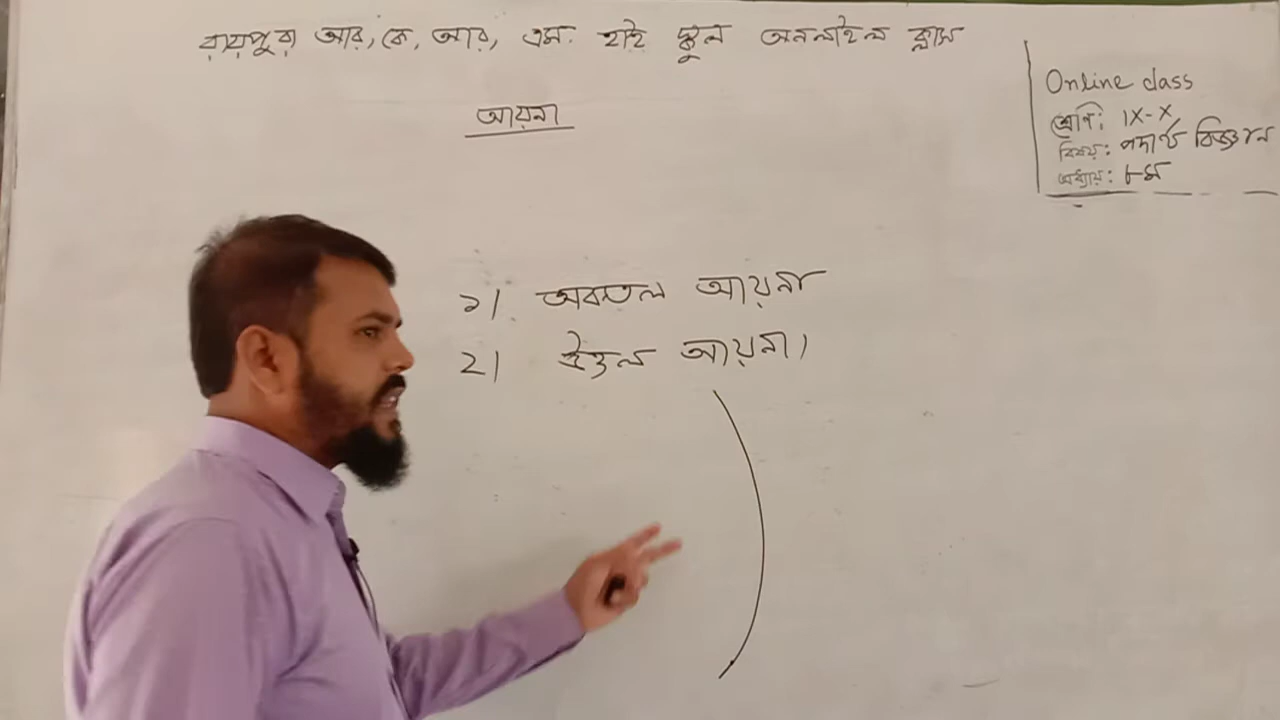 রায়পুরা আর, কে, আর, এম. হাই স্কুল অনলাইন ক্লাস
আয়না
Online class
শ্রেণি: IX-X
বিষয়: পদার্থ বিজ্ঞান
অধ্যায়: ৮ম
১। অবতল আয়না
২। উত্তল আয়না।